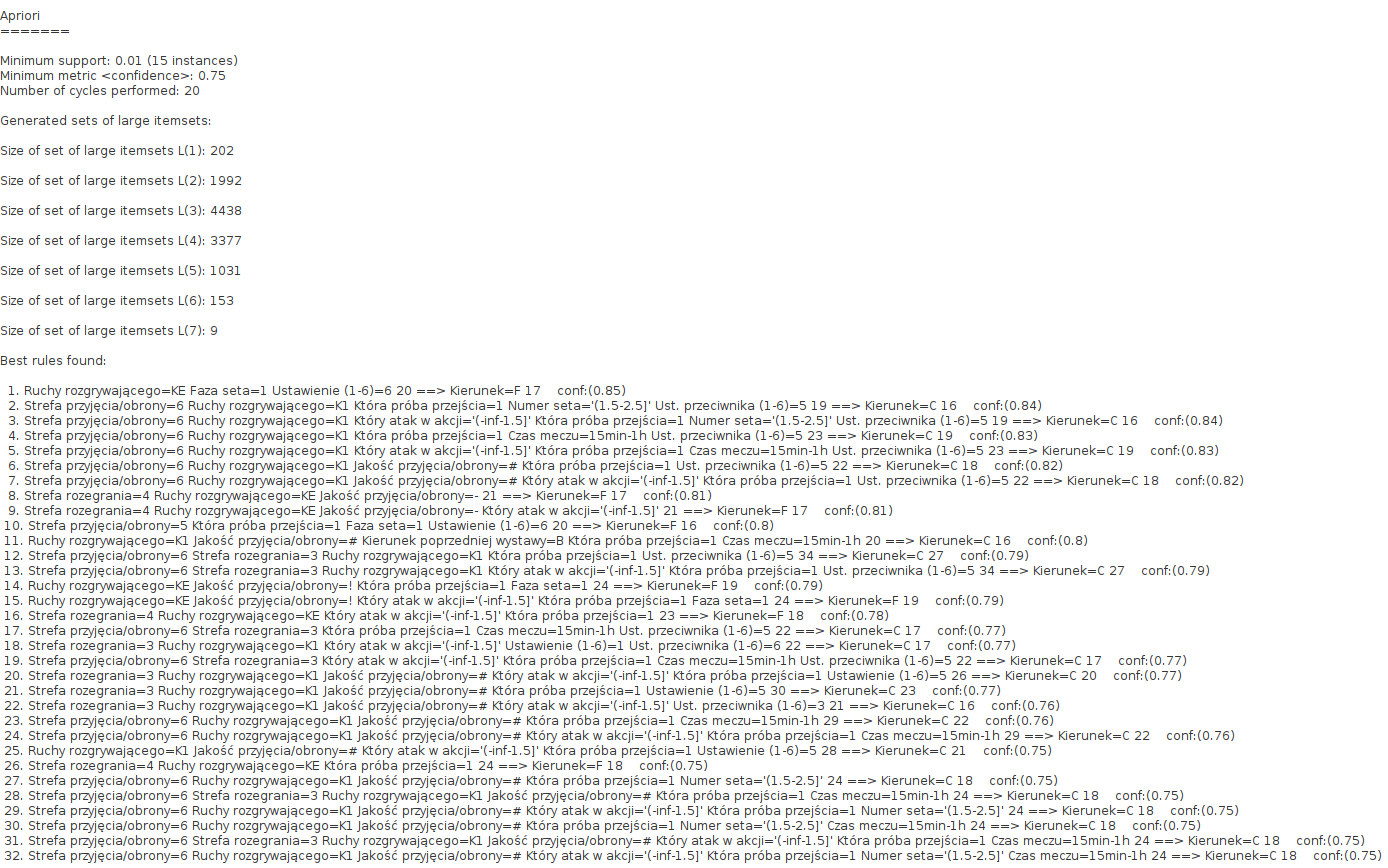 Apriori
=======
Minimum support: 0.01 (15 instances)
Minimum metric <confidence>: 0.75
Number of cycles performed: 20
Generated sets of large itemsets:
Size of set of large itemsets L(1): 202
Size of set of large itemsets L(2): 1992
Size of set of large itemsets L(3): 4438
Size of set of large itemsets L(4): 3377
Size of set of large itemsets L(5): 1031
Size of set of large itemsets L(6): 153
Size of set of large itemsets L(7): 9
Best rules found:
1. Ruchy rozgrywającego=KE Faza seta=1 Ustawienie (1-6)=6 20 ==> Kierunek=F 17 conf:(0.85)
2. Strefa przyjęcia/obrony=6 Ruchy rozgrywającego=K1 Która próba przejścia=1 Numer seta='(1.5-2.5]' Ust. przeciwnika (1-6)=5 19 ==> Kierunek=C 16 conf:(0.84)
3. Strefa przyjęcia/obrony=6 Ruchy rozgrywającego=K1 Który atak w akcji='(-inf-1.5]' Która próba przejścia=1 Numer seta='(1.5-2.5]' Ust. przeciwnika (1-6)=5 19 ==> Kierunek=C 16 conf:(0.84)
4. Strefa przyjęcia/obrony=6 Ruchy rozgrywającego=K1 Która próba przejścia=1 Czas meczu=15min-1h Ust. przeciwnika (1-6)=5 23 ==> Kierunek=C 19 conf:(0.83)
5. Strefa przyjęcia/obrony=6 Ruchy rozgrywającego=K1 Który atak w akcji='(-inf-1.5]' Która próba przejścia=1 Czas meczu=15min-1h Ust. przeciwnika (1-6)=5 23 ==> Kierunek=C 19 conf:(0.83)
6. Strefa przyjęcia/obrony=6 Ruchy rozgrywającego=K1 Jakość przyjęcia/obrony=# Która próba przejścia=1 Ust. przeciwnika (1-6)=5 22 ==> Kierunek=C 18 conf:(0.82)
7. Strefa przyjęcia/obrony=6 Ruchy rozgrywającego=K1 Jakość przyjęcia/obrony=# Który atak w akcji='(-inf-1.5]' Która próba przejścia=1 Ust. przeciwnika (1-6)=5 22 ==> Kierunek=C 18 conf:(0.82)
8. Strefa rozegrania=4 Ruchy rozgrywającego=KE Jakość przyjęcia/obrony=- 21 ==> Kierunek=F 17 conf:(0.81)
9. Strefa rozegrania=4 Ruchy rozgrywającego=KE Jakość przyjęcia/obrony=- Który atak w akcji='(-inf-1.5]' 21 ==> Kierunek=F 17 conf:(0.81)
10. Strefa przyjęcia/obrony=5 Która próba przejścia=1 Faza seta=1 Ustawienie (1-6)=6 20 ==> Kierunek=F 16 conf:(0.8)
11. Ruchy rozgrywającego=K1 Jakość przyjęcia/obrony=# Kierunek poprzedniej wystawy=B Która próba przejścia=1 Czas meczu=15min-1h 20 ==> Kierunek=C 16 conf:(0.8)
12. Strefa przyjęcia/obrony=6 Strefa rozegrania=3 Ruchy rozgrywającego=K1 Która próba przejścia=1 Ust. przeciwnika (1-6)=5 34 ==> Kierunek=C 27 conf:(0.79)
13. Strefa przyjęcia/obrony=6 Strefa rozegrania=3 Ruchy rozgrywającego=K1 Który atak w akcji='(-inf-1.5]' Która próba przejścia=1 Ust. przeciwnika (1-6)=5 34 ==> Kierunek=C 27 conf:(0.79)
14. Ruchy rozgrywającego=KE Jakość przyjęcia/obrony=! Która próba przejścia=1 Faza seta=1 24 ==> Kierunek=F 19 conf:(0.79)
15. Ruchy rozgrywającego=KE Jakość przyjęcia/obrony=! Który atak w akcji='(-inf-1.5]' Która próba przejścia=1 Faza seta=1 24 ==> Kierunek=F 19 conf:(0.79)
16. Strefa rozegrania=4 Ruchy rozgrywającego=KE Który atak w akcji='(-inf-1.5]' Która próba przejścia=1 23 ==> Kierunek=F 18 conf:(0.78)
17. Strefa przyjęcia/obrony=6 Strefa rozegrania=3 Która próba przejścia=1 Czas meczu=15min-1h Ust. przeciwnika (1-6)=5 22 ==> Kierunek=C 17 conf:(0.77)
18. Strefa rozegrania=3 Ruchy rozgrywającego=K1 Który atak w akcji='(-inf-1.5]' Ustawienie (1-6)=1 Ust. przeciwnika (1-6)=6 22 ==> Kierunek=C 17 conf:(0.77)
19. Strefa przyjęcia/obrony=6 Strefa rozegrania=3 Który atak w akcji='(-inf-1.5]' Która próba przejścia=1 Czas meczu=15min-1h Ust. przeciwnika (1-6)=5 22 ==> Kierunek=C 17 conf:(0.77)
20. Strefa rozegrania=3 Ruchy rozgrywającego=K1 Jakość przyjęcia/obrony=# Który atak w akcji='(-inf-1.5]' Która próba przejścia=1 Ustawienie (1-6)=5 26 ==> Kierunek=C 20 conf:(0.77)
21. Strefa rozegrania=3 Ruchy rozgrywającego=K1 Jakość przyjęcia/obrony=# Która próba przejścia=1 Ustawienie (1-6)=5 30 ==> Kierunek=C 23 conf:(0.77)
22. Strefa rozegrania=3 Ruchy rozgrywającego=K1 Jakość przyjęcia/obrony=# Który atak w akcji='(-inf-1.5]' Ust. przeciwnika (1-6)=3 21 ==> Kierunek=C 16 conf:(0.76)
23. Strefa przyjęcia/obrony=6 Ruchy rozgrywającego=K1 Jakość przyjęcia/obrony=# Która próba przejścia=1 Czas meczu=15min-1h 29 ==> Kierunek=C 22 conf:(0.76)
24. Strefa przyjęcia/obrony=6 Ruchy rozgrywającego=K1 Jakość przyjęcia/obrony=# Który atak w akcji='(-inf-1.5]' Która próba przejścia=1 Czas meczu=15min-1h 29 ==> Kierunek=C 22 conf:(0.76)
25. Ruchy rozgrywającego=K1 Jakość przyjęcia/obrony=# Który atak w akcji='(-inf-1.5]' Która próba przejścia=1 Ustawienie (1-6)=5 28 ==> Kierunek=C 21 conf:(0.75)
26. Strefa rozegrania=4 Ruchy rozgrywającego=KE Która próba przejścia=1 24 ==> Kierunek=F 18 conf:(0.75)
27. Strefa przyjęcia/obrony=6 Ruchy rozgrywającego=K1 Jakość przyjęcia/obrony=# Która próba przejścia=1 Numer seta='(1.5-2.5]' 24 ==> Kierunek=C 18 conf:(0.75)
28. Strefa przyjęcia/obrony=6 Strefa rozegrania=3 Ruchy rozgrywającego=K1 Jakość przyjęcia/obrony=# Która próba przejścia=1 Czas meczu=15min-1h 24 ==> Kierunek=C 18 conf:(0.75)
29. Strefa przyjęcia/obrony=6 Ruchy rozgrywającego=K1 Jakość przyjęcia/obrony=# Który atak w akcji='(-inf-1.5]' Która próba przejścia=1 Numer seta='(1.5-2.5]' 24 ==> Kierunek=C 18 conf:(0.75)
30. Strefa przyjęcia/obrony=6 Ruchy rozgrywającego=K1 Jakość przyjęcia/obrony=# Która próba przejścia=1 Numer seta='(1.5-2.5]' Czas meczu=15min-1h 24 ==> Kierunek=C 18 conf:(0.75)
31. Strefa przyjęcia/obrony=6 Strefa rozegrania=3 Ruchy rozgrywającego=K1 Jakość przyjęcia/obrony=# Który atak w akcji='(-inf-1.5]' Która próba przejścia=1 Czas meczu=15min-1h 24 ==> Kierunek=C 18 conf:(0.75)
32. Strefa przyjęcia/obrony=6 Ruchy rozgrywającego=K1 Jakość przyjęcia/obrony=# Który atak w akcji='(-inf-1.5]' Która próba przejścia=1 Numer seta='(1.5-2.5]' Czas meczu=15min-1h 24 ==> Kierunek=C 18 conf:(0.75)